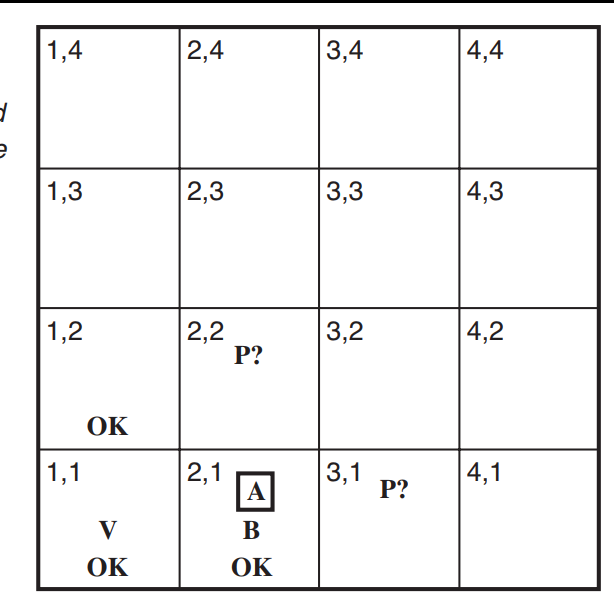 d
e
1,4 2,4 3,4 4,4
1,3 2,3 3,3 4,3
1,2 2,2 3,2 4,2
P?
OK
1,1 2,1 3,1 4,1
A P?
V B
OK OK